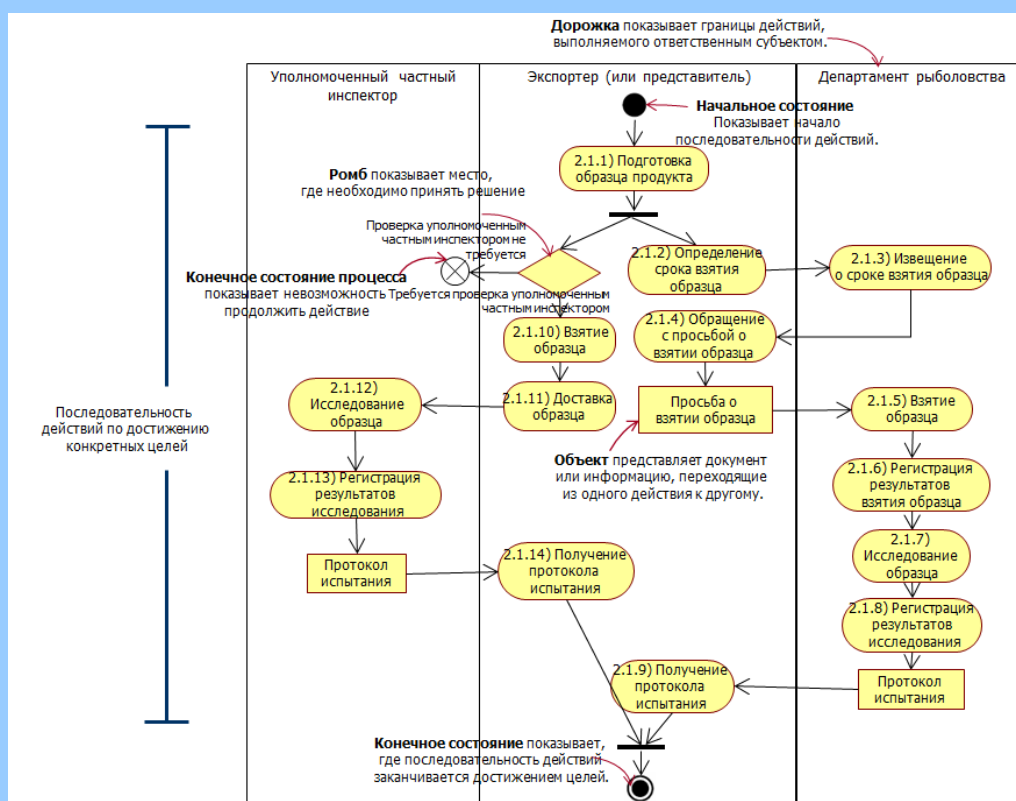 Дорожка показывает границы действий,
выполняемого ответственным субъектом.
Уполномоченный частный
инспектор
Экспортер (или представитель)
Департамент рыболовства
Начальное состояние
Показывает начало
последовательности действий.
2.1.1) Подготовка
образца продукта
Ромб показывает место,
где необходимо принять решение
Проверка уполномоченным
частным инспектором не
требуется
2.1.2) Определение
срока взятия
образца
2.1.3) Извещение
о сроке взятия образца
Конечное состояние процесса
показывает невозможность
продолжить действие
Требуется проверка уполномоченным
частным инспектором
2.1.10) Взятие
образца
2.1.4) Обращение
с просьбой о
взятии образца
2.1.12)
Исследование
образца
2.1.11) Доставка
образца
Просьба о
взятии образца
2.1.5) Взятие
образца
Последовательность
действий по достижению
конкретных целей
Объект представляет документ
или информацию, переходящие
из одного действия к другому.
2.1.6) Регистрация
результатов
взятия образца
2.1.13) Регистрация
результатов
исследования
2.1.7)
Исследование
образца
Протокол
испытания
2.1.14) Получение
протокола
испытания
2.1.8) Регистрация
результатов
исследования
2.1.9) Получение
протокола
испытания
Протокол
испытания
Конечное состояние показывает,
где последовательность действий
заканчивается достижением целей.